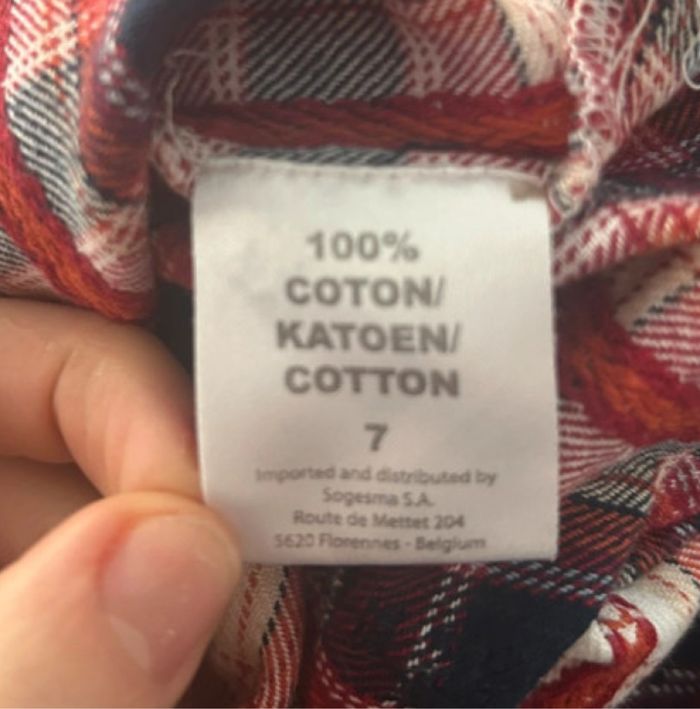 100%
COTON/
KATOEN/
COTTON
7
Imported and distributed by
Sogesma S.A.
Route de Mettet 204
5620 Florennes - Belgium